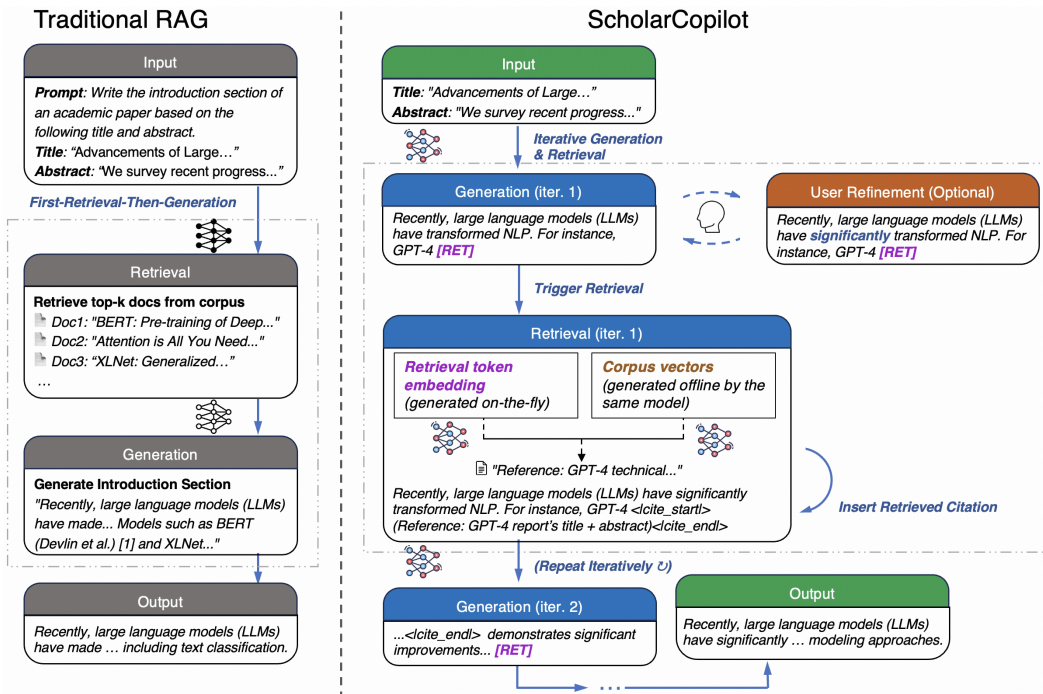 Traditional RAG
Input
Prompt: Write the introduction section of
an academic paper based on the
following title and abstract.
Title: “Advancements of Large…”
Abstract: “We survey recent progress..."
First-Retrieval-Then-Generation
Retrieval
Retrieve top-k docs from corpus
Doc1: "BERT: Pre-training of Deep..."
Doc2: "Attention is All You Need..."
Doc3: “XLNet: Generalized…”
…
Generation
Generate Introduction Section
"Recently, large language models (LLMs)
have made... Models such as BERT
(Devlin et al.) [1] and XLNet..."
Output
Recently, large language models (LLMs)
have made … including text classification.
ScholarCopilot
Input
Title: "Advancements of Large…”
Abstract: "We survey recent progress..."
Iterative Generation
& Retrieval
Generation (iter. 1)
Recently, large language models (LLMs)
have transformed NLP. For instance,
GPT-4 [RET]
User Refinement (Optional)
Recently, large language models (LLMs)
have significantly transformed NLP. For
instance, GPT-4 [RET]
Trigger Retrieval
Retrieval (iter. 1)
Retrieval token
embedding
(generated on-the-fly)
Corpus vectors
(generated offline by the
same model)
"Reference: GPT-4 technical..."
Recently, large language models (LLMs) have significantly
transformed NLP. For instance, GPT-4 <|cite_start|>
(Reference: GPT-4 report’s title + abstract)<|cite_end|>
Insert Retrieved Citation
(Repeat Iteratively ↻)
Generation (iter. 2)
...<|cite_end|> demonstrates significant
improvements... [RET]
...
Output
Recently, large language models (LLMs)
have significantly … modeling approaches.